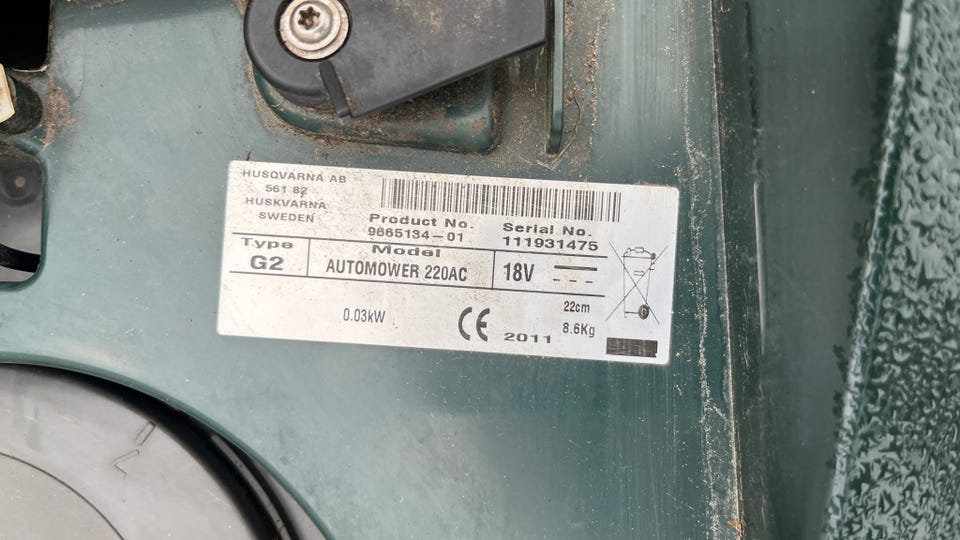 HUSQVARNA AB
561 82
HUSKVARNA
SWEDEN
Product No.
9665134-01
Serial No.
111931475
Type
G2
Model
AUTOMOWER 220AC
18V
0.03kW
CE
2011
22cm
8.6Kg